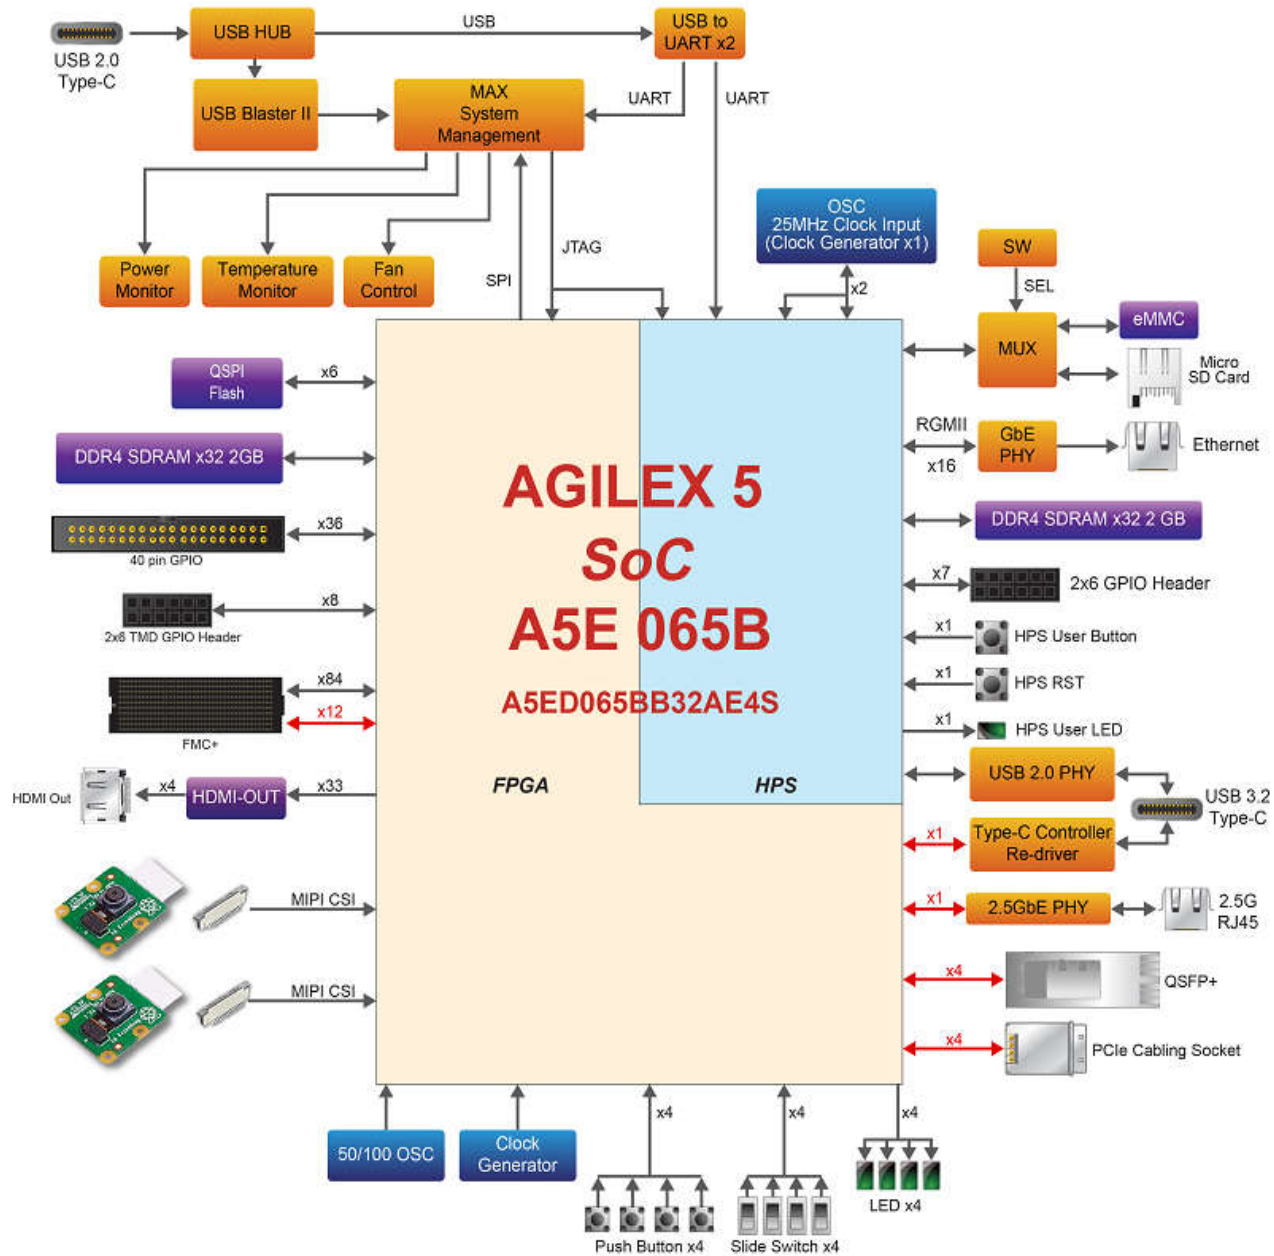 USB 2.0
Type-C
USB HUB
USB
USB to
UART x2
USB Blaster II
MAX
System
Management
UART
UART
Power
Monitor
Temperature
Monitor
Fan
Control
SPI
JTAG
OSC
25MHz Clock Input
(Clock Generator x1)
x2
SW
SEL
MUX
eMMC
Micro
SD Card
QSPI
Flash
x6
DDR4 SDRAM x32 2GB
x36
40 pin GPIO
x8
2x6 TMD GPIO Header
x84
x12
FMC+
HDMI Out
x4
HDMI-OUT
x33
MIPI CSI
MIPI CSI
AGILEX 5
SoC
A5E 065B
A5ED065BB32AE4S
FPGA
HPS
RGMII
x16
GbE
PHY
Ethernet
DDR4 SDRAM x32 2 GB
x7
2x6 GPIO Header
x1
HPS User Button
x1
HPS RST
x1
HPS User LED
USB 2.0 PHY
USB 3.2
Type-C
x1
Type-C Controller
Re-driver
x1
2.5GbE PHY
2.5G
RJ45
x4
QSFP+
x4
PCIe Cabling Socket
50/100 OSC
Clock
Generator
x4
Push Button x4
x4
Slide Switch x4
x4
LED x4